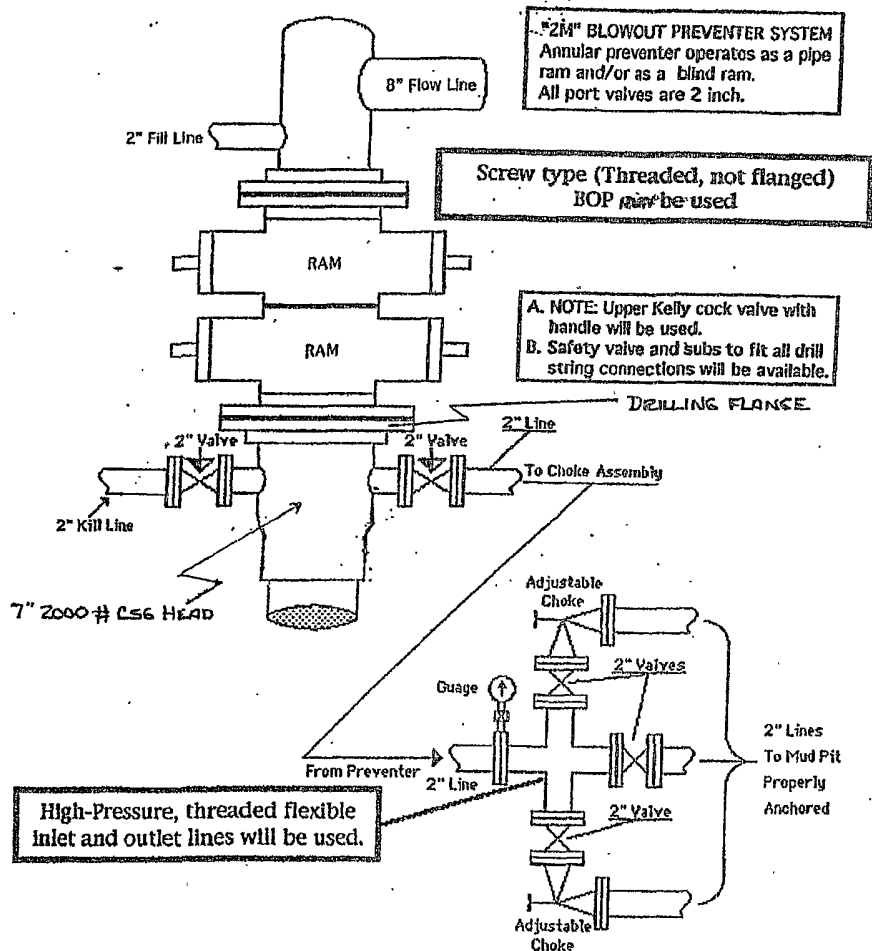 "2M" BLOWOUT PREVENTER SYSTEM
Annular preventer operates as a pipe
ram and/or as a blind ram.
All port valves are 2 inch.
8" Flow Line
2" Fill Line
Screw type (Threaded, not flanged)
BOP may be used
RAM
RAM
A. NOTE: Upper Kelly cock valve with
handle will be used.
B. Safety valve and subs to fit all drill
string connections will be available.
DRILLING FLANGE
2" Valve
2" Valve
2" Line
To Choke Assembly
2" Kill Line
7" 2000 # CSG HEAD
Adjustable
Choke
2" Valves
Guage
2" Lines
To Mud Pit
Properly
Anchored
From Preventer
2" Line
High-Pressure, threaded flexible
inlet and outlet lines will be used.
2" Valve
Adjustable
Choke